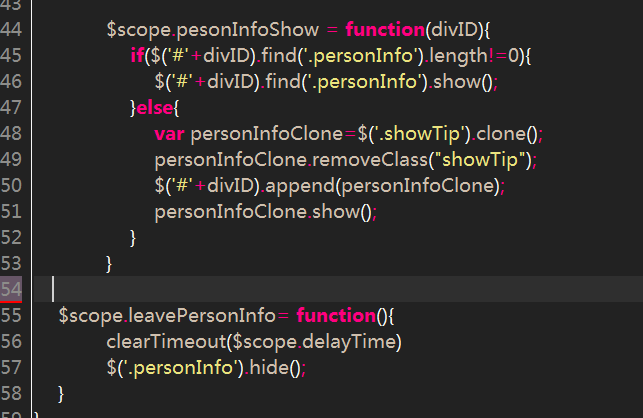 43
44 $scope.pesonInfoShow = function(divID){
45 if($('#'+divID).find('.personInfo').length!=0){
46 $('#'+divID).find('.personInfo').show();
47 }else{
48 var personInfoClone=$('.showTip').clone();
49 personInfoClone.removeClass("showTip");
50 $('#'+divID).append(personInfoClone);
51 personInfoClone.show();
52 }
53 }
54
55 $scope.leavePersonInfo= function(){
56 clearTimeout($scope.delayTime)
57 $('.personInfo').hide();
58 }
59 }